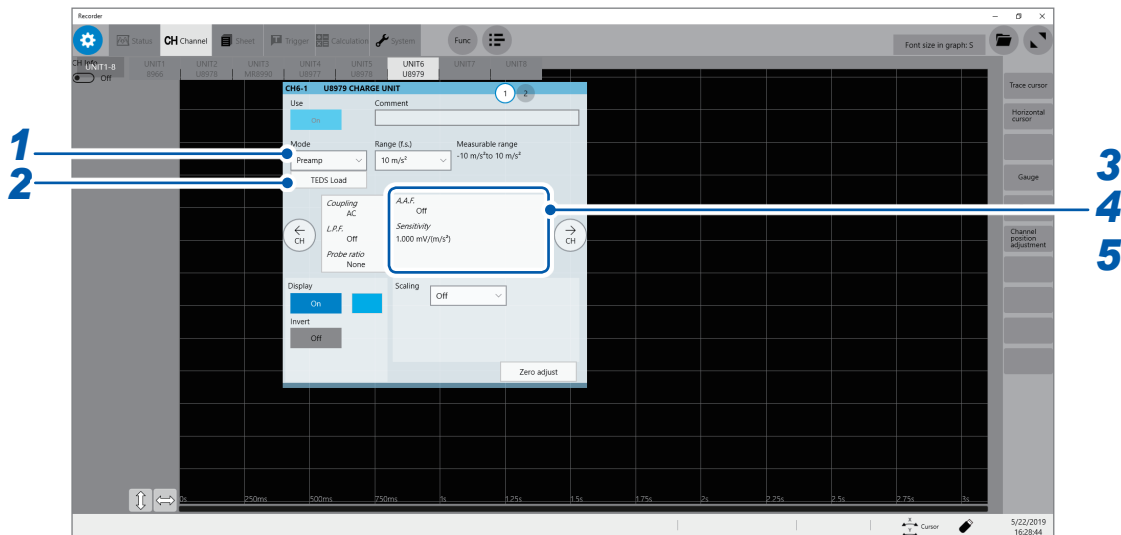 Recorder
Status CH Channel Sheet Trigger Calculation System Func Font size in graph: S
CH Info
UNIT1-8 UNIT1 UNIT2 UNIT3 UNIT4 UNIT5 UNIT6 UNIT7 UNIT8
Off 8966 U8978 MR8990 U8977 U8978 U8979
CH6-1 U8979 CHARGE UNIT 1 2
Use Comment
On
Mode Range (f.s.) Measurable range
Preamp 10 m/s² -10 m/s²to 10 m/s²
TEDS Load
Coupling
AC
L.P.F.
Off
Probe ratio
None
A.A.F.
Off
Sensitivity
1.000 mV/(m/s²)
← CH
→ CH
Display Scaling
On Off
Invert
Off
Zero adjust
Trace cursor
Horizontal
cursor
Gauge
Channel
position
adjustment
1
2
3
4
5
0s 250ms 500ms 750ms 1s 1.25s 1.5s 1.75s 2s 2.25s 2.5s 2.75s 3s
X
Y
Cursor
5/22/2019
16:28:44